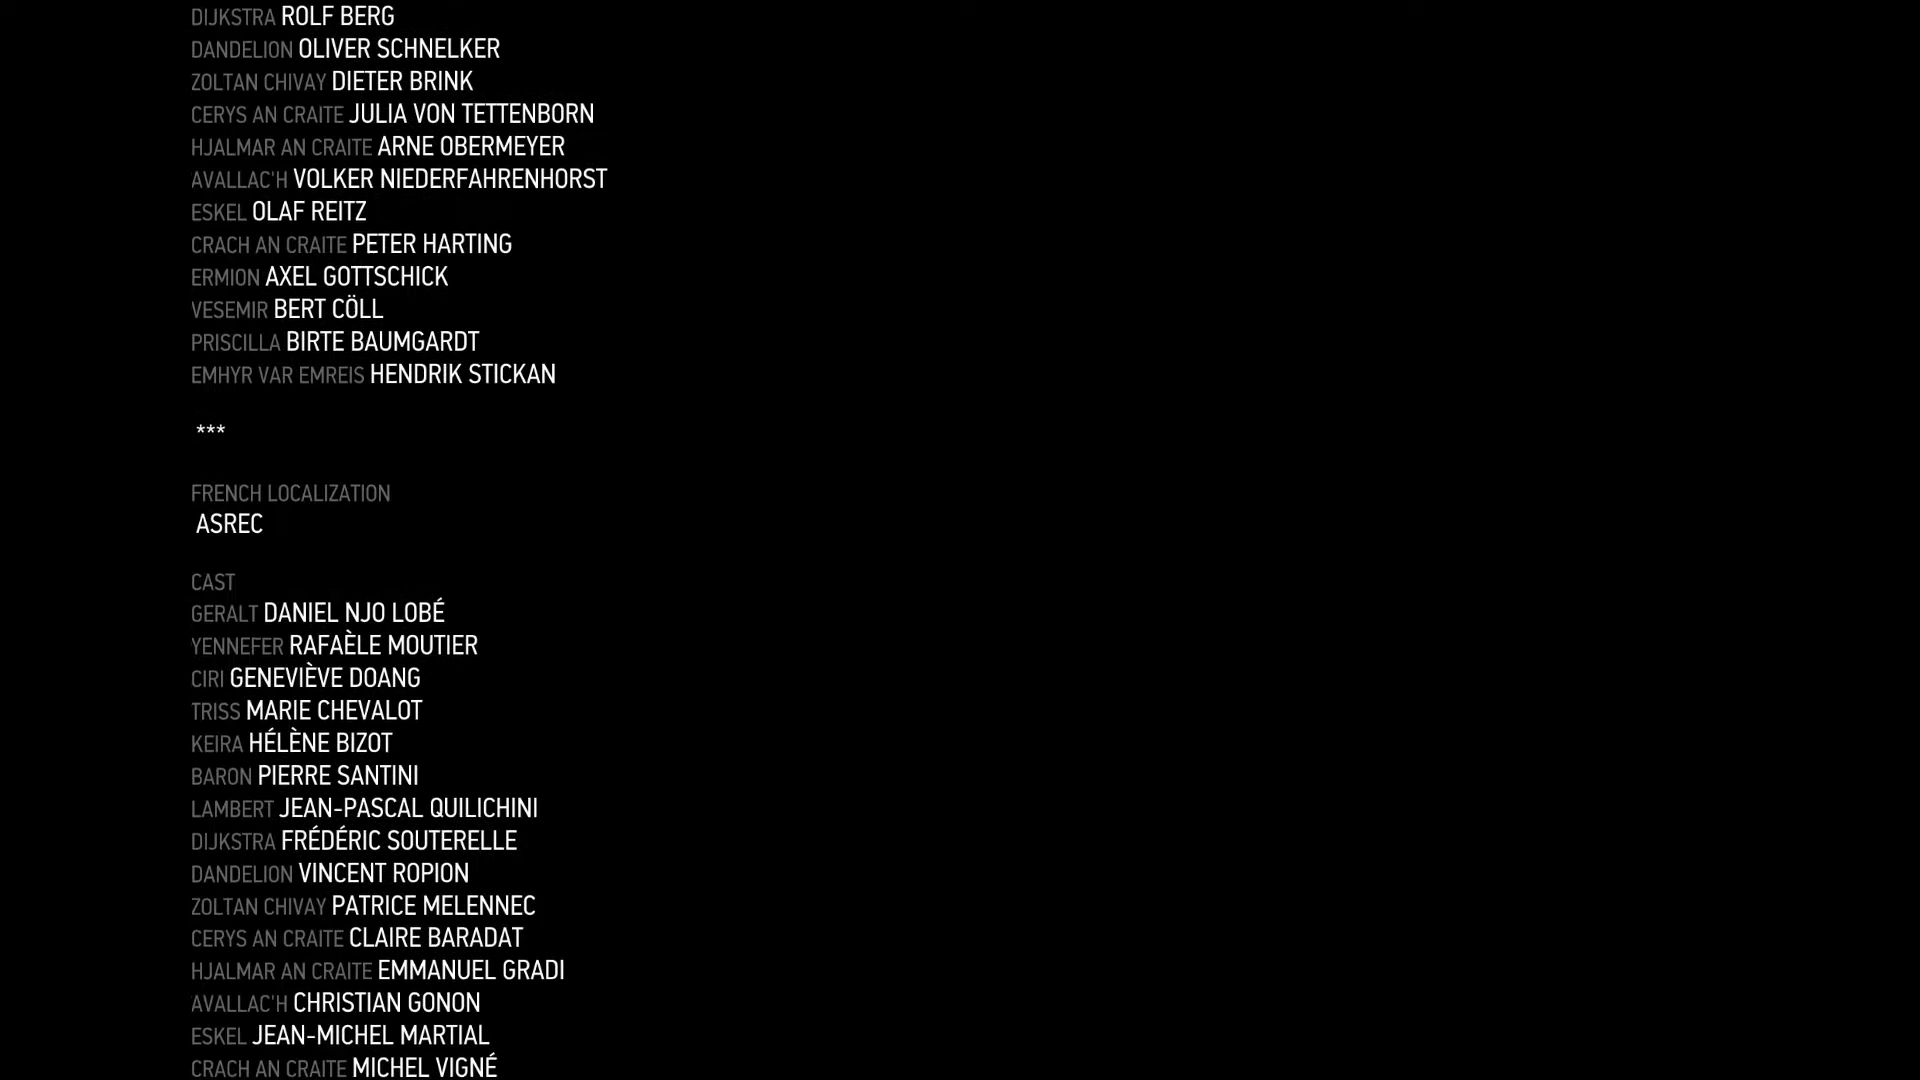 DIJKSTRA ROLF BERG
DANDELION OLIVER SCHNELKER
ZOLTAN CHIVAY DIETER BRINK
CERYS AN CRAITE JULIA VON TETTENBORN
HJALMAR AN CRAITE ARNE OBERMEYER
AVALLAC'H VOLKER NIEDERFAHRENHORST
ESKEL OLAF REITZ
CRACH AN CRAITE PETER HARTING
ERMION AXEL GOTTSCHICK
VESEMIR BERT CÖLL
PRISCILLA BIRTE BAUMGARDT
EMHYR VAR EMREIS HENDRIK STICKAN
***
FRENCH LOCALIZATION
ASREC
CAST
GERALT DANIEL NJO LOBÉ
YENNEFER RAFAÈLE MOUTIER
CIRI GENEVIÈVE DOANG
TRISS MARIE CHEVALOT
KEIRA HÉLÈNE BIZOT
BARON PIERRE SANTINI
LAMBERT JEAN-PASCAL QUILICHINI
DIJKSTRA FRÉDÉRIC SOUTERELLE
DANDELION VINCENT ROPION
ZOLTAN CHIVAY PATRICE MELENNEC
CERYS AN CRAITE CLAIRE BARADAT
HJALMAR AN CRAITE EMMANUEL GRADI
AVALLAC'H CHRISTIAN GONON
ESKEL JEAN-MICHEL MARTIAL
CRACH AN CRAITE MICHEL VIGNÉ